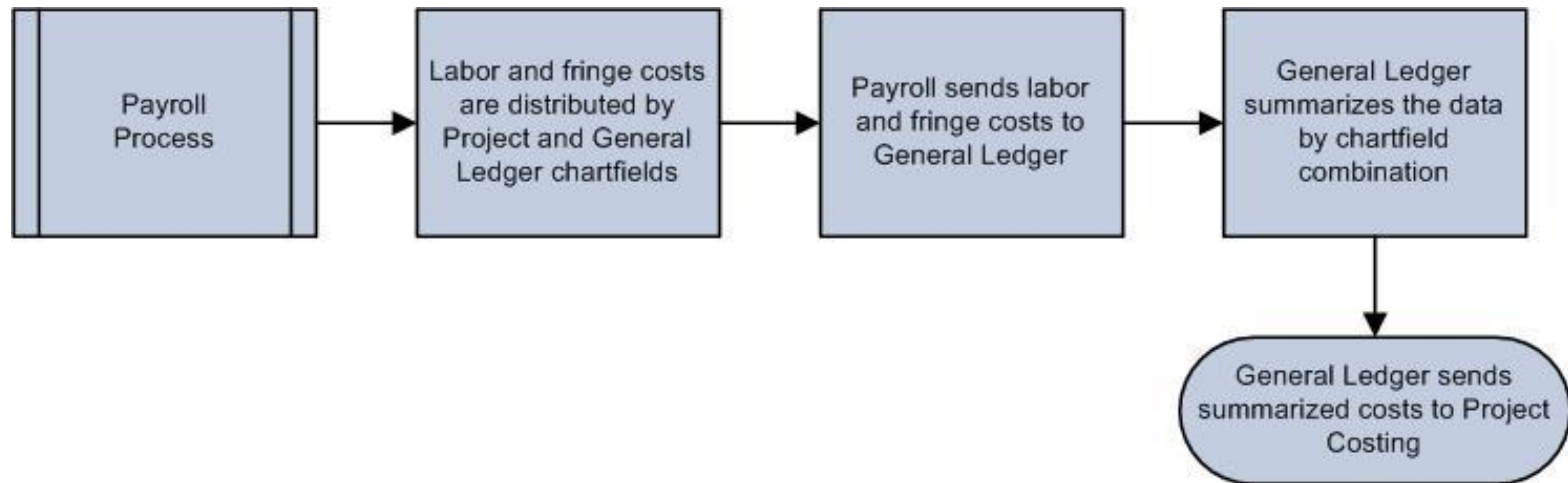 Payroll
Process
Labor and fringe costs
are distributed by
Project and General
Ledger chartfields
Payroll sends labor
and fringe costs to
General Ledger
General Ledger
summarizes the data
by chartfield
combination
General Ledger sends
summarized costs to Project
Costing